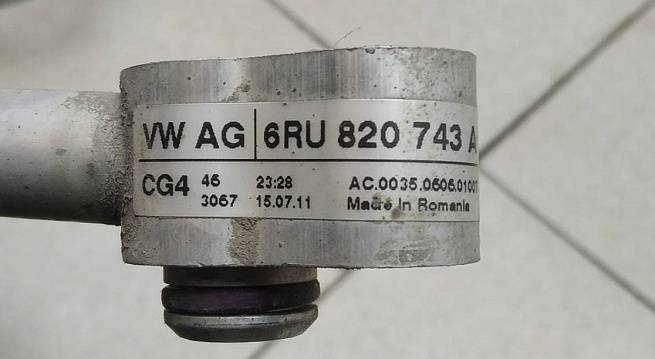 VW AG 6RU 820 743 A
CG4 46 23:28 AC.0035.0606.01001
3067 15.07.11 Made In Romania